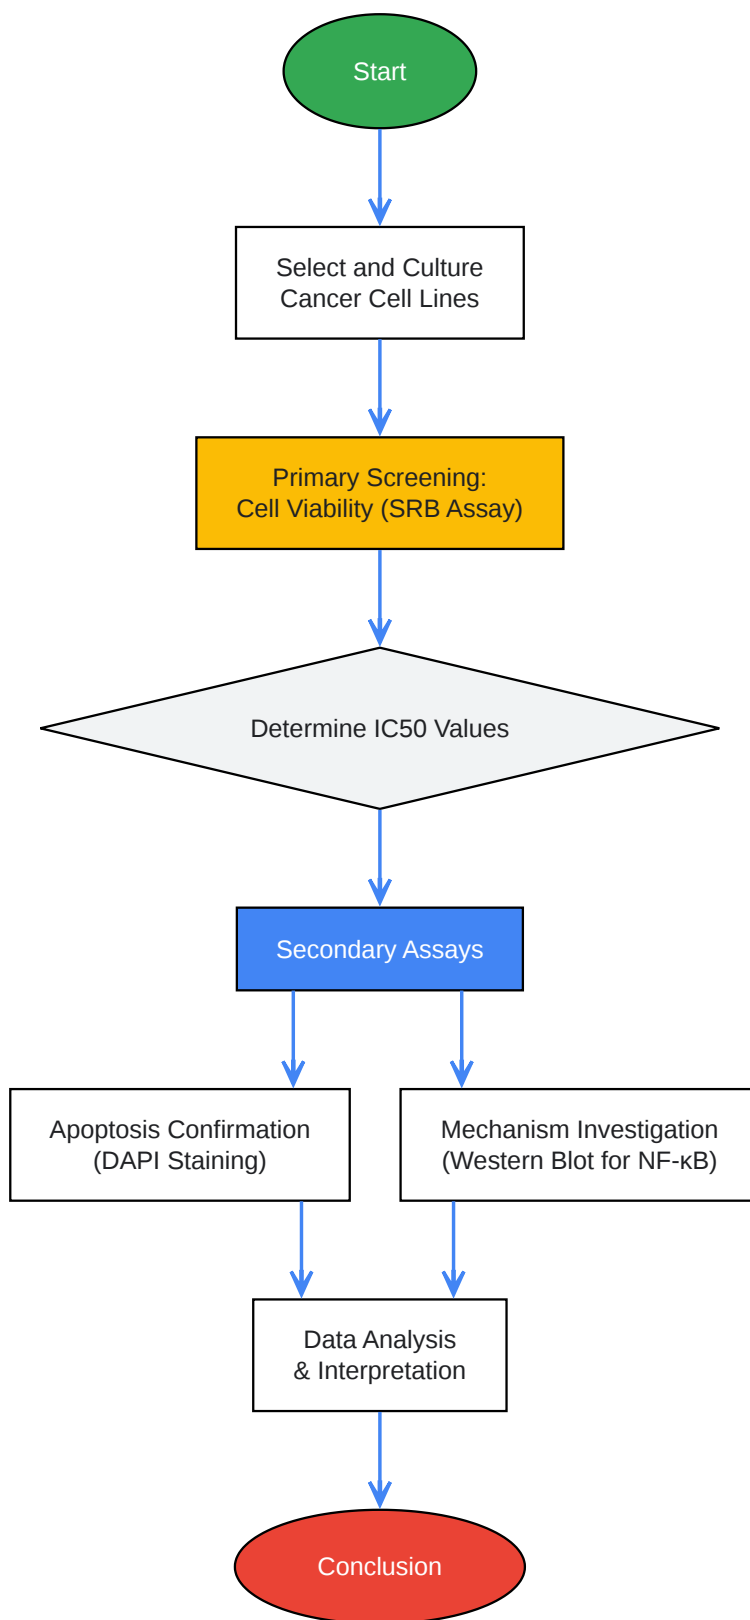 Start
Select and Culture
Cancer Cell Lines
Primary Screening:
Cell Viability (SRB Assay)
Determine IC50 Values
Secondary Assays
Apoptosis Confirmation
(DAPI Staining)
Mechanism Investigation
(Western Blot for NF-κB)
Data Analysis
& Interpretation
Conclusion